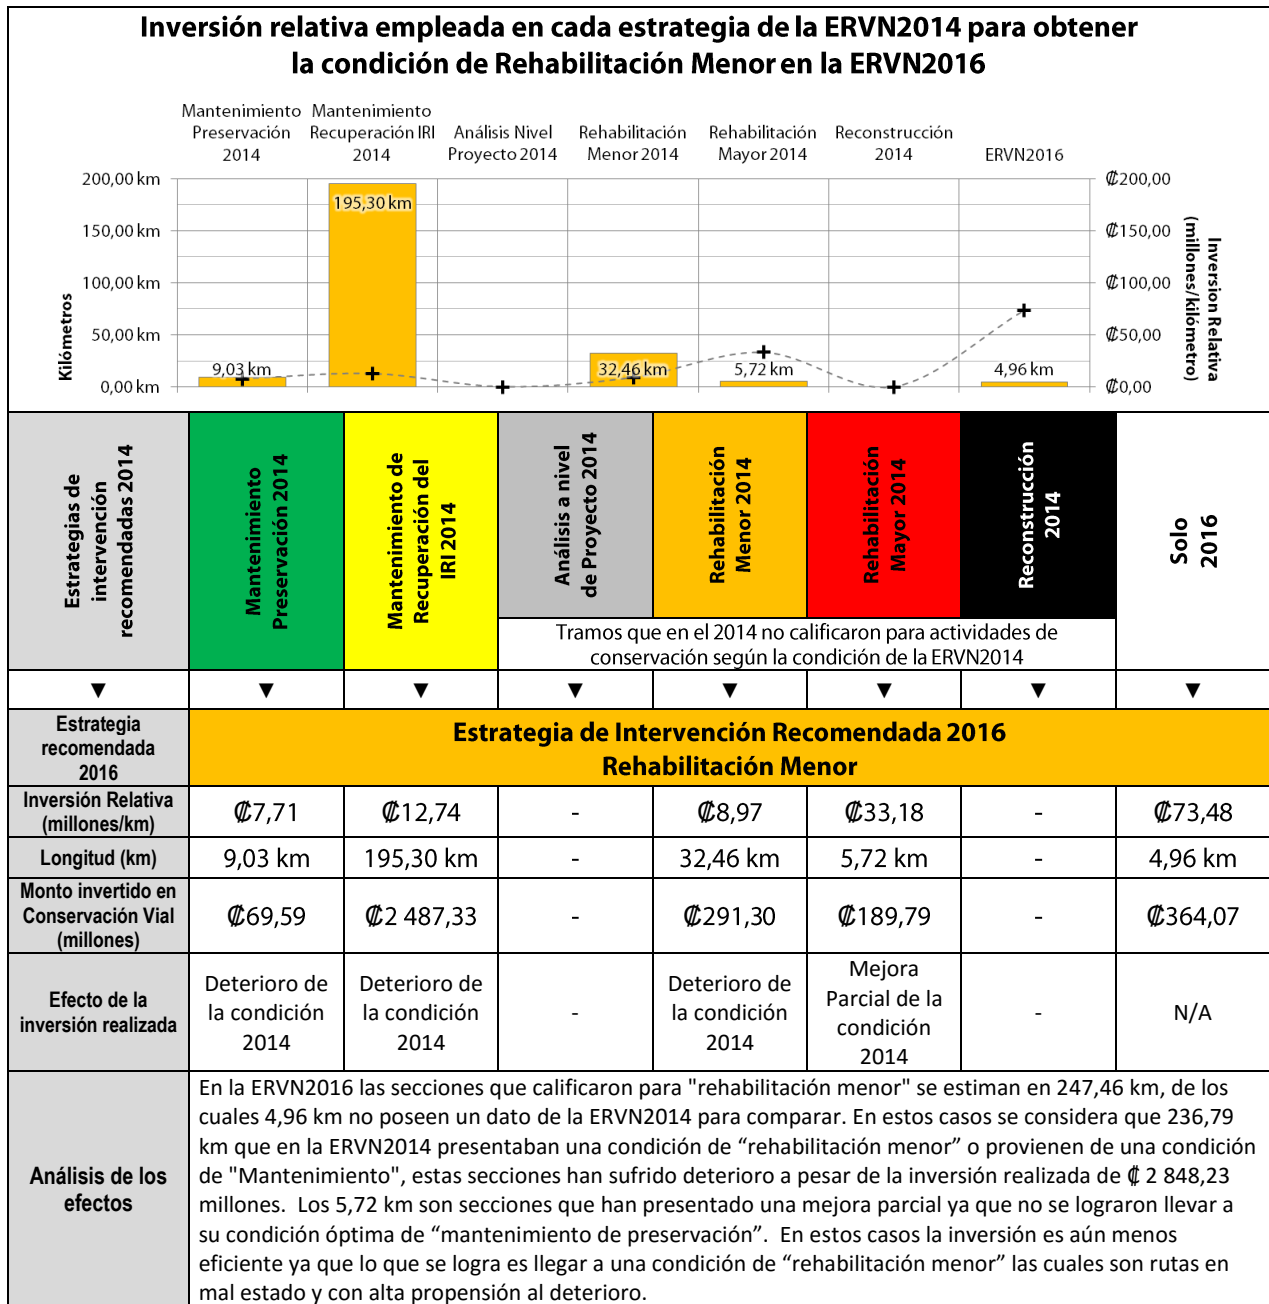 Inversión relativa empleada en cada estrategia de la ERVN2014 para obtener
la condición de Rehabilitación Menor en la ERVN2016
Mantenimiento
Preservación
2014
Mantenimiento
Recuperación IRI
2014
Análisis Nivel
Proyecto 2014
Rehabilitación
Menor 2014
Rehabilitación
Mayor 2014
Reconstrucción
2014
ERVN2016
Kilómetros
200,00 km
150,00 km
100,00 km
50,00 km
0,00 km
9,03 km
195,30 km
32,46 km
5,72 km
4,96 km
₡200,00
₡150,00
₡100,00
₡50,00
₡0,00
Inversion Relativa
(millones/kilómetro)
Estrategias de
intervención
recomendadas 2014
Mantenimiento
Preservación 2014
Mantenimiento de
Recuperación del
IRI 2014
Análisis a nivel
de Proyecto 2014
Rehabilitación
Menor 2014
Rehabilitación
Mayor 2014
Reconstrucción
2014
Solo
2016
Tramos que en el 2014 no calificaron para actividades de
conservación según la condición de la ERVN2014
▼ ▼ ▼ ▼ ▼ ▼ ▼ ▼
Estrategia
recomendada
2016
Estrategia de Intervención Recomendada 2016
Rehabilitación Menor
Inversión Relativa
(millones/km)
₡7,71 ₡12,74 - ₡8,97 ₡33,18 - ₡73,48
Longitud (km) 9,03 km 195,30 km - 32,46 km 5,72 km - 4,96 km
Monto invertido en
Conservación Vial
(millones)
₡69,59 ₡2 487,33 - ₡291,30 ₡189,79 - ₡364,07
Efecto de la
inversión realizada
Deterioro de
la condición
2014
Deterioro de
la condición
2014
-
Deterioro de
la condición
2014
Mejora
Parcial de la
condición
2014
-
N/A
Análisis de los
efectos
En la ERVN2016 las secciones que calificaron para "rehabilitación menor" se estiman en 247,46 km, de los
cuales 4,96 km no poseen un dato de la ERVN2014 para comparar. En estos casos se considera que 236,79
km que en la ERVN2014 presentaban una condición de “rehabilitación menor” o provienen de una condición
de "Mantenimiento", estas secciones han sufrido deterioro a pesar de la inversión realizada de ₡ 2 848,23
millones. Los 5,72 km son secciones que han presentado una mejora parcial ya que no se lograron llevar a
su condición óptima de “mantenimiento de preservación”. En estos casos la inversión es aún menos
eficiente ya que lo que se logra es llegar a una condición de “rehabilitación menor” las cuales son rutas en
mal estado y con alta propensión al deterioro.